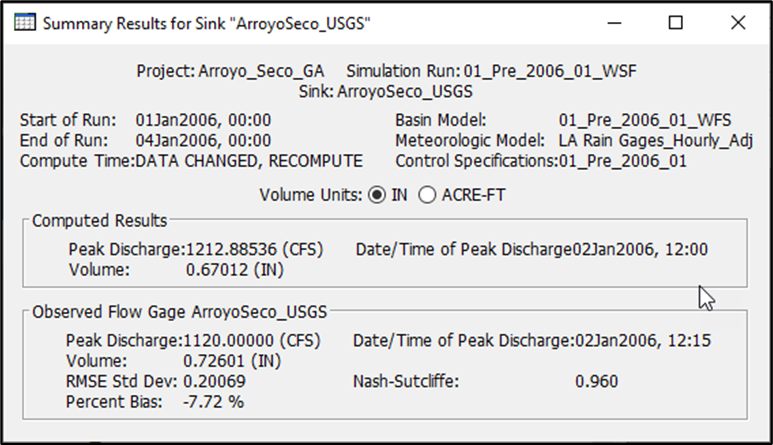 Summary Results for Sink "ArroyoSeco_USGS"
Project: Arroyo_Seco_GA Simulation Run: 01_Pre_2006_01_WSF
Sink: ArroyoSeco_USGS
Start of Run: 01Jan2006, 00:00 Basin Model: 01_Pre_2006_01_WFS
End of Run: 04Jan2006, 00:00 Meteorologic Model: LA Rain Gages_Hourly_Adj
Compute Time:DATA CHANGED, RECOMPUTE Control Specifications:01_Pre_2006_01
Volume Units: IN ACRE-FT
Computed Results
Peak Discharge:1212.88536 (CFS) Date/Time of Peak Discharge02Jan2006, 12:00
Volume: 0.67012 (IN)
Observed Flow Gage ArroyoSeco_USGS
Peak Discharge:1120.00000 (CFS) Date/Time of Peak Discharge:02Jan2006, 12:15
Volume: 0.72601 (IN)
RMSE Std Dev: 0.20069 Nash-Sutcliffe: 0.960
Percent Bias: -7.72 %